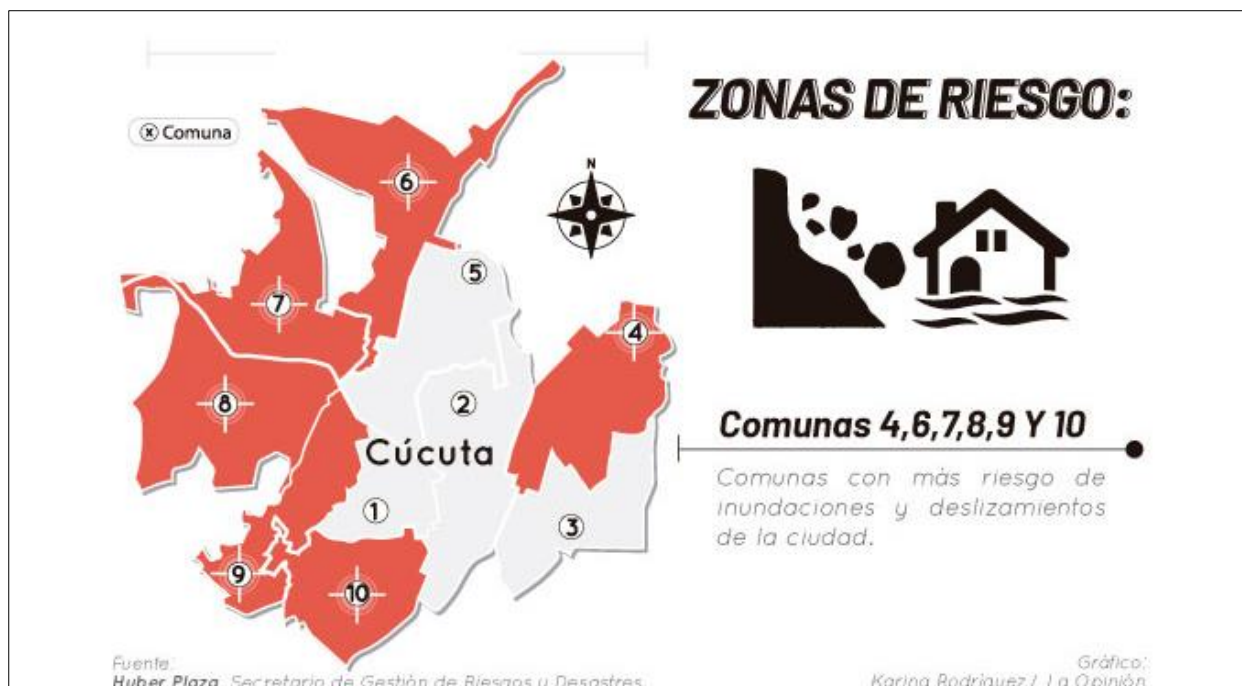 ZONAS DE RIESGO:
ⓧ Comuna
N
6
5
7
4
8
2
Cúcuta
1
3
9
10
Comunas 4,6,7,8,9 Y 10
Comunas con más riesgo de
inundaciones y deslizamientos
de la ciudad.
Fuente:
Huber Plaza, Secretario de Gestión de Riesgos y Desastres.
Gráfico:
Karina Rodríguez / La Opinión